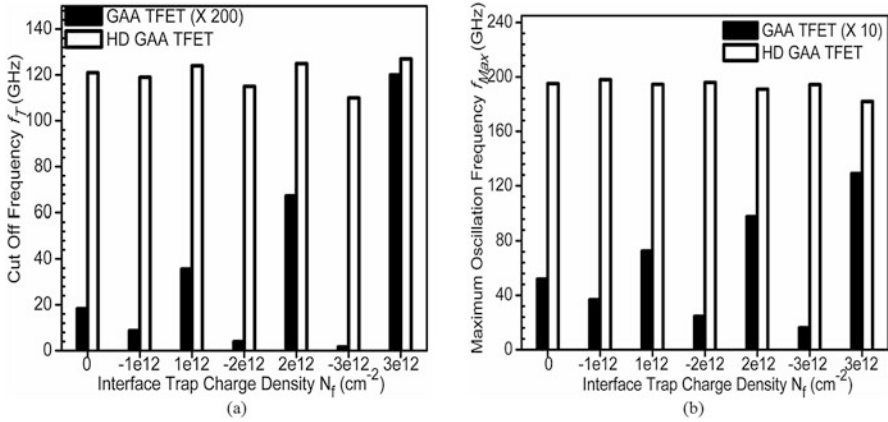 GAA TFET (X 200)
HD GAA TFET
Cut Off Frequency f_T (GHz)
140
120
100
80
60
40
20
0
0 -1e12 1e12 -2e12 2e12 -3e12 3e12
Interface Trap Charge Density N_f (cm^-2)
(a)
GAA TFET (X 10)
HD GAA TFET
Maximum Oscillation Frequency f_Max (GHz)
240
200
160
120
80
40
0
0 -1e12 1e12 -2e12 2e12 -3e12 3e12
Interface Trap Charge Density N_f (cm^-2)
(b)